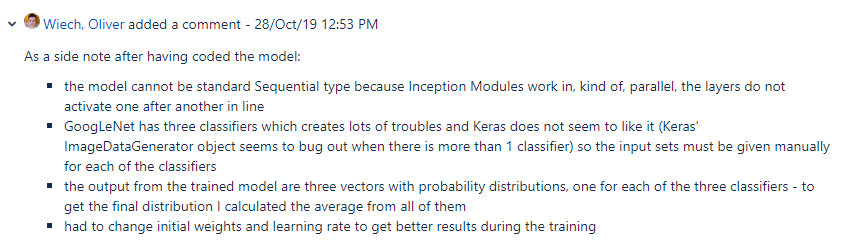 Wiech, Oliver added a comment - 28/Oct/19 12:53 PM
As a side note after having coded the model:
▪ the model cannot be standard Sequential type because Inception Modules work in, kind of, parallel, the layers do not
activate one after another in line
▪ GoogLeNet has three classifiers which creates lots of troubles and Keras does not seem to like it (Keras'
ImageDataGenerator object seems to bug out when there is more than 1 classifier) so the input sets must be given manually
for each of the classifiers
▪ the output from the trained model are three vectors with probability distributions, one for each of the three classifiers - to
get the final distribution I calculated the average from all of them
▪ had to change initial weights and learning rate to get better results during the training